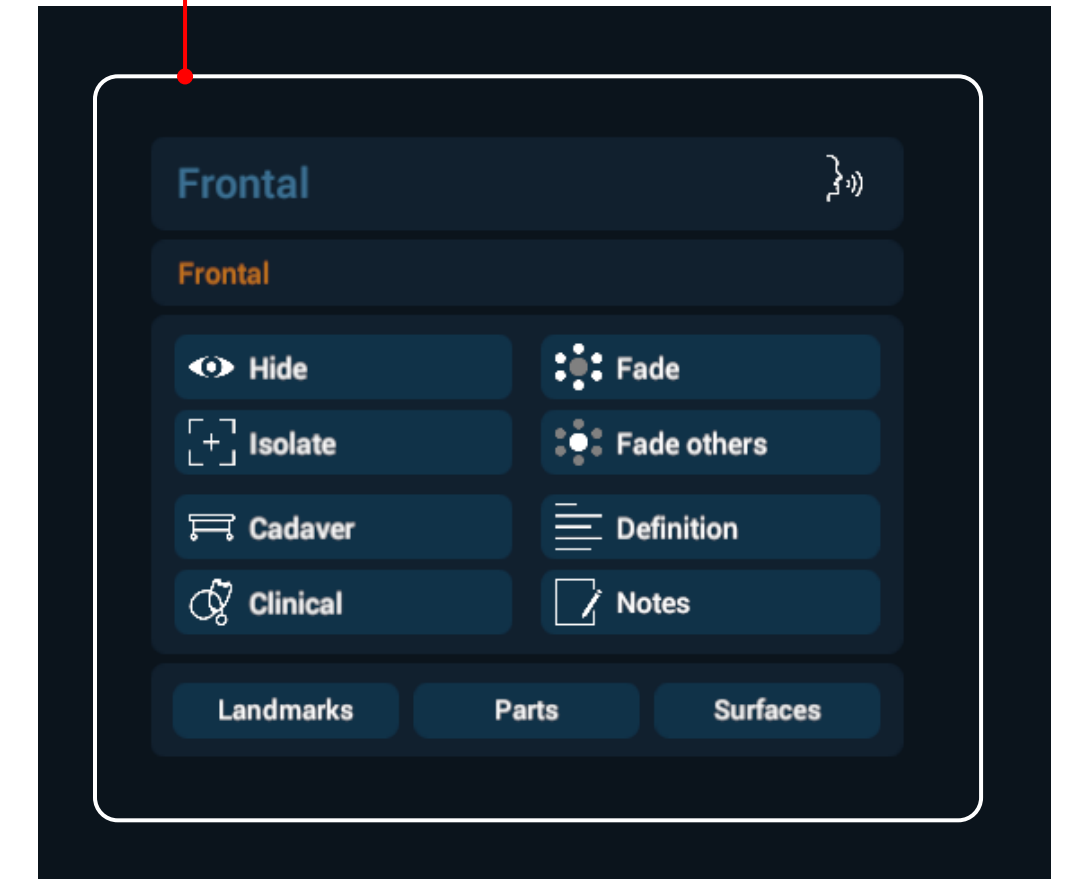 Frontal
Frontal
Hide
Fade
Isolate
Fade others
Cadaver
Definition
Clinical
Notes
Landmarks
Parts
Surfaces